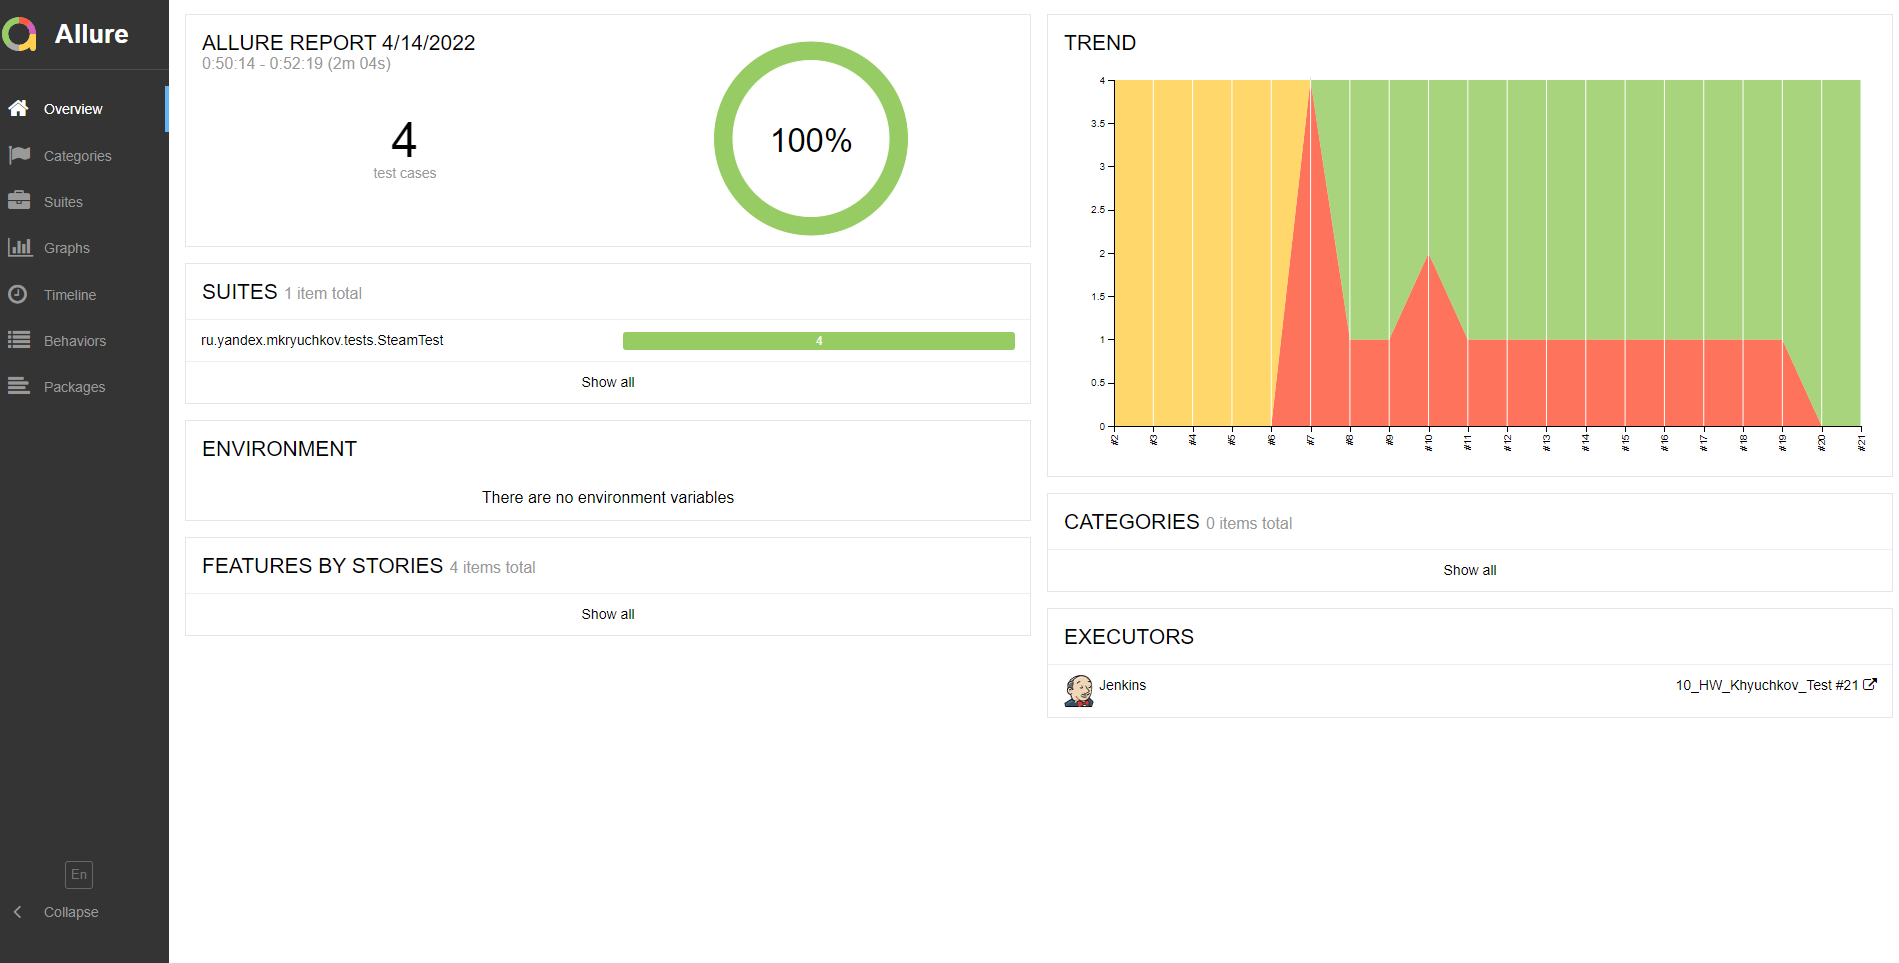 Allure
Overview
Categories
Suites
Graphs
Timeline
Behaviors
Packages
En
Collapse
ALLURE REPORT 4/14/2022
0:50:14 - 0:52:19 (2m 04s)
4
test cases
100%
SUITES 1 item total
ru.yandex.mkryuchkov.tests.SteamTest 4
Show all
ENVIRONMENT
There are no environment variables
FEATURES BY STORIES 4 items total
Show all
TREND
4
3.5
3
2.5
2
1.5
1
0.5
0
#2 #3 #4 #5 #6 #7 #8 #9 #10 #11 #12 #13 #14 #15 #16 #17 #18 #19 #20 #21
CATEGORIES 0 items total
Show all
EXECUTORS
Jenkins 10_HW_Khyuchkov_Test #21